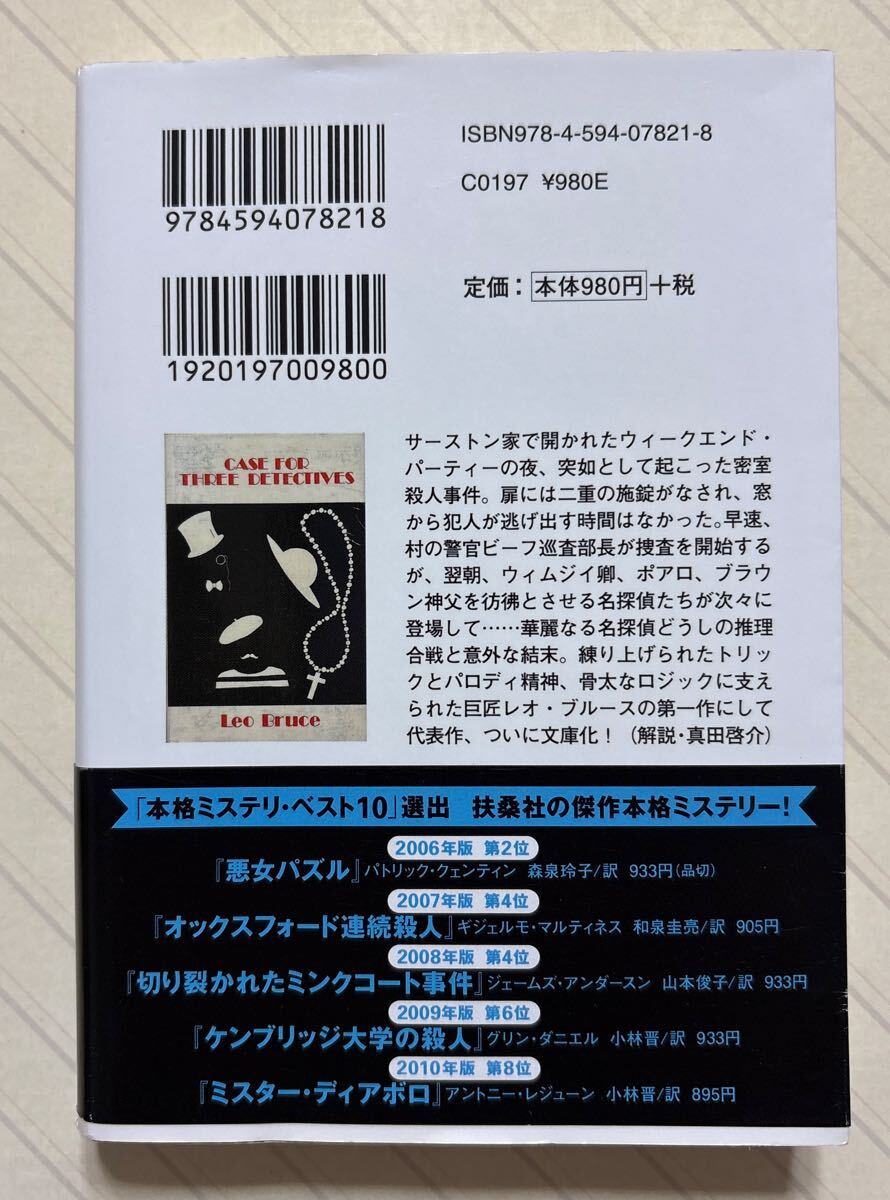 ISBN978-4-594-07821-8
C0197 ¥980E
9784594078218
定価：本体980円+税
1920197009800
CASE FOR
THREE DETECTIVES
Leo Bruce
サーストン家で開かれたウィークエンド・
パーティーの夜、突如として起こった密室
殺人事件。扉には二重の施錠がなされ、窓
から犯人が逃げ出す時間はなかった。早速、
村の警官ビーフ巡査部長が捜査を開始する
が、翌朝、ウィムジイ卿、ポアロ、ブラウ
ン神父を彷彿とさせる名探偵たちが次々に
登場して……華麗なる名探偵どうしの推理
合戦と意外な結末。練り上げられたトリッ
クとパロディ精神、骨太なロジックに支え
られた巨匠レオ・ブルースの第一作にして
代表作、ついに文庫化！（解説・真田啓介）
「本格ミステリ・ベスト10」選出 扶桑社の傑作本格ミステリー！
2006年版 第2位
『悪女パズル』パトリック・クェンティン 森泉玲子/訳 933円（品切）
2007年版 第4位
『オックスフォード連続殺人』ギジェルモ・マルティネス 和泉圭亮/訳 905円
2008年版 第4位
『切り裂かれたミンクコート事件』ジェームズ・アンダースン 山本俊子/訳 933円
2009年版 第6位
『ケンブリッジ大学の殺人』グリン・ダニエル 小林晋/訳 933円
2010年版 第8位
『ミスター・ディアボロ』アントニー・レジューン 小林晋/訳 895円